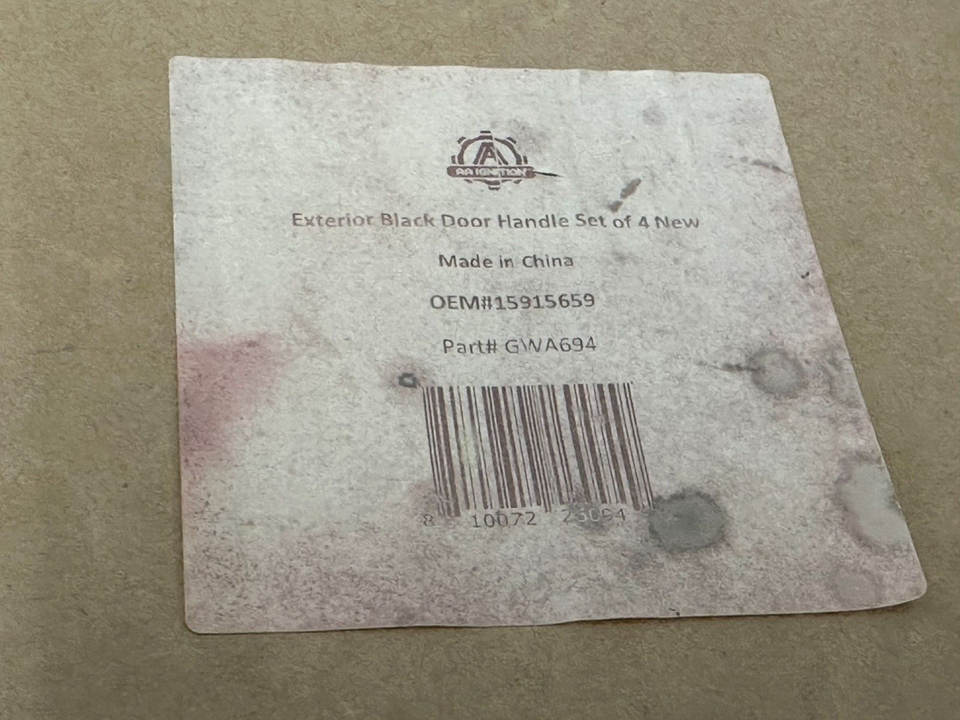 AA IGNITION
Exterior Black Door Handle Set of 4 New
Made in China
OEM#15915659
Part# GWA694
8 10072